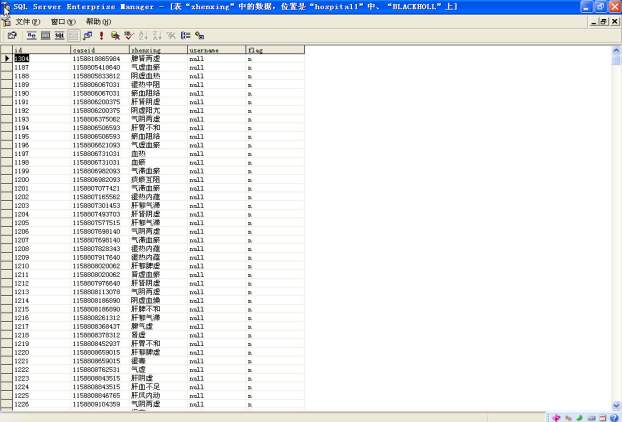 SQL Server Enterprise Manager - [表“zhenxing”中的数据，位置是“hospital1”中、“BLACKHOLL”上]
文件(F) 窗口(W) 帮助(H)
id caseid zhenxing username flag
1304 1158818865984 脾肾两虚 null n
1187 1158805418640 气虚血瘀 null n
1188 1158805833812 阴虚血热 null n
1189 1158806067031 湿热中阻 null n
1190 1158806067031 瘀血阻络 null n
1191 1158806200375 肝肾阴虚 null n
1192 1158806200375 阴虚阳亢 null n
1193 1158806375062 气阴两虚 null n
1194 1158806506593 肝胃不和 null n
1195 1158806506593 瘀血阻络 null n
1196 1158806621093 气虚血瘀 null n
1197 1158806731031 血热 null n
1198 1158806731031 血瘀 null n
1199 1158806982093 气滞血瘀 null n
1200 1158806982093 痰瘀互阻 null n
1201 1158807077421 气滞血瘀 null n
1202 1158807165562 湿热内蕴 null n
1203 1158807301453 肝郁气滞 null n
1204 1158807493703 肝肾阴虚 null n
1205 1158807577515 肝郁气滞 null n
1206 1158807698140 气阴两虚 null n
1207 1158807698140 气滞血瘀 null n
1208 1158807828343 湿热内蕴 null n
1209 1158807917640 湿热内蕴 null n
1210 1158808020062 肝郁脾虚 null n
1211 1158808020062 肾虚血瘀 null n
1212 1158807976640 肝肾阴虚 null n
1213 1158808113078 气阴两虚 null n
1214 1158808186890 阴虚血燥 null n
1215 1158808186890 肝脾不和 null n
1216 1158808261312 肝郁气滞 null n
1217 1158808368437 脾气虚 null n
1218 1158808378312 肾虚 null n
1219 1158808452937 肝胃不和 null n
1220 1158808659015 肝郁脾虚 null n
1221 1158808659015 湿毒 null n
1222 1158808762531 气虚 null n
1223 1158808843515 肝阴虚 null n
1224 1158808843515 肝血不足 null n
1225 1158808846765 肝风内动 null n
1226 1158809104359 气阴两虚 null n